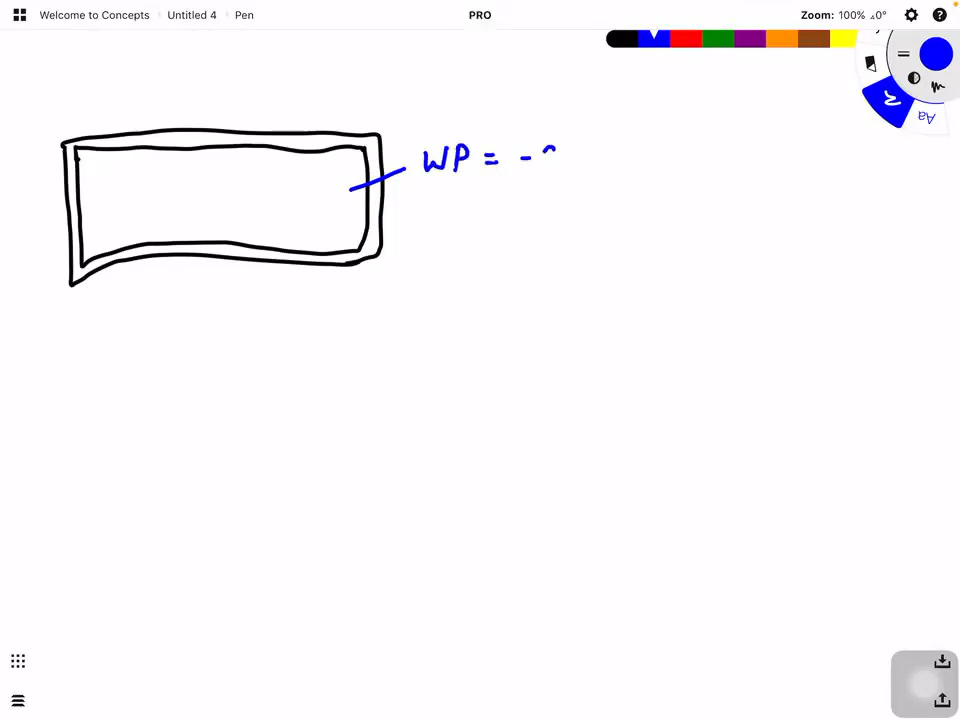 Welcome to Concepts Untitled 4 Pen PRO Zoom: 100% ⊿0°
Aa
WP = -